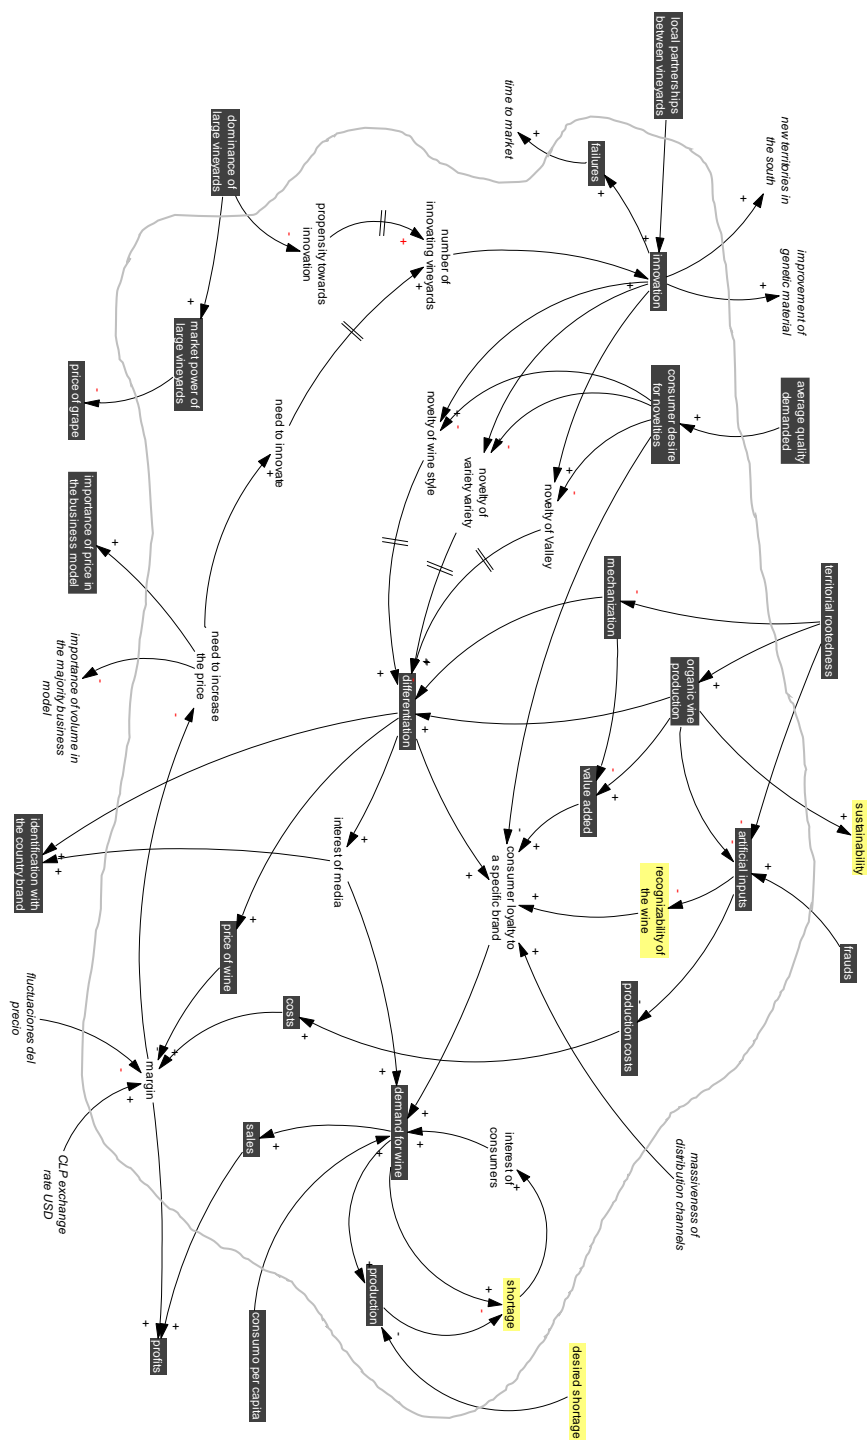 local partnerships
between vineyards
time to market
failures
new territories in
the south
dominance of
large vineyards
propensity towards
innovation
number of
innovating vineyards
innovation
improvement of
genetic material
market power of
large vineyards
price of grape
need to innovate
novelty of wine style
novelty of
variety variety
novelty of Valley
consumer desire
for novelties
average quality
demanded
importance of price in
the business model
importance of volume in
the majority business
model
need to increase
the price
mechanization
territorial rootedness
organic vine
production
differentiation
value added
sustainability
artificial inputs
identification with
the country brand
interest of media
consumer loyalty to
a specific brand
recognizability of
the wine
frauds
price of wine
costs
production costs
fluctuaciones del
precio
margin
CLP exchange
rate USD
sales
demand for wine
interest of
consumers
massiveness of
distribution channels
production
shortage
profits
consumo per capita
desired shortage